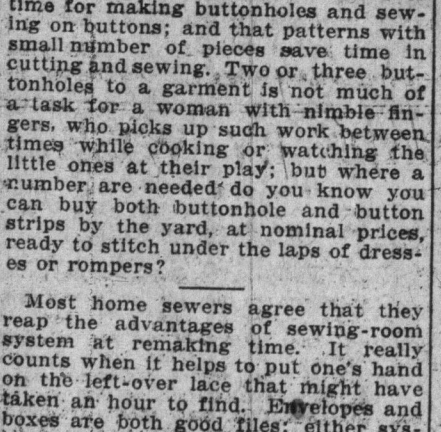 time for making buttonholes and sew-
ing on buttons; and that patterns with
small number of pieces save time in
cutting and sewing. Two or three but-
tonholes to a garment is not much of
a task for a woman with nimble fin-
gers, who picks up such work between
times while cooking or watching the
little ones at their play; but where a
number are needed do you know you
can buy both buttonhole and button
strips by the yard, at nominal prices,
ready to stitch under the laps of dress-
es or rompers?
Most home sewers agree that they
reap the advantages of sewing-room
system at remaking time. It really
counts when it helps to put one's hand
on the left-over lace that might have
taken an hour to find. Envelopes and
boxes are both good files; either sys-